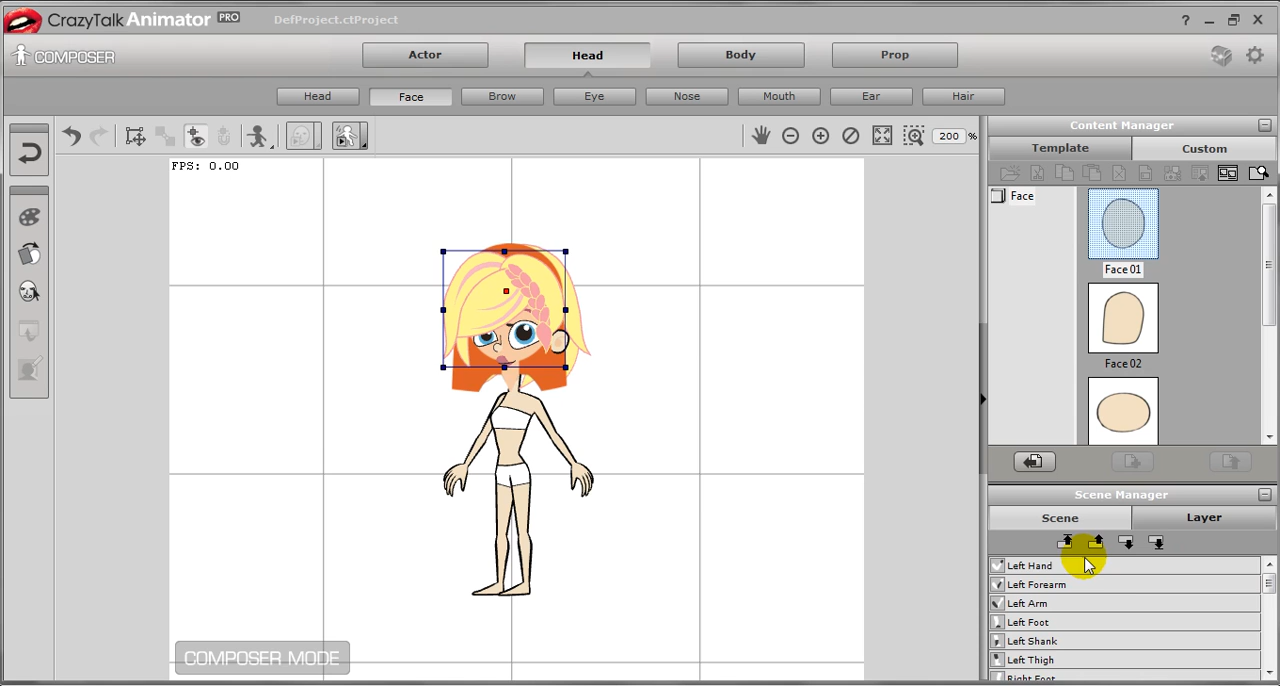 CrazyTalk Animator PRO
DefProject.ctProject
?
COMPOSER
Actor
Head
Body
Prop
Head
Face
Brow
Eye
Nose
Mouth
Ear
Hair
200 %
FPS: 0.00
COMPOSER MODE
Content Manager
Template
Custom
Face
Face 01
Face 02
Scene Manager
Scene
Layer
Left Hand
Left Forearm
Left Arm
Left Foot
Left Shank
Left Thigh
Right Foot